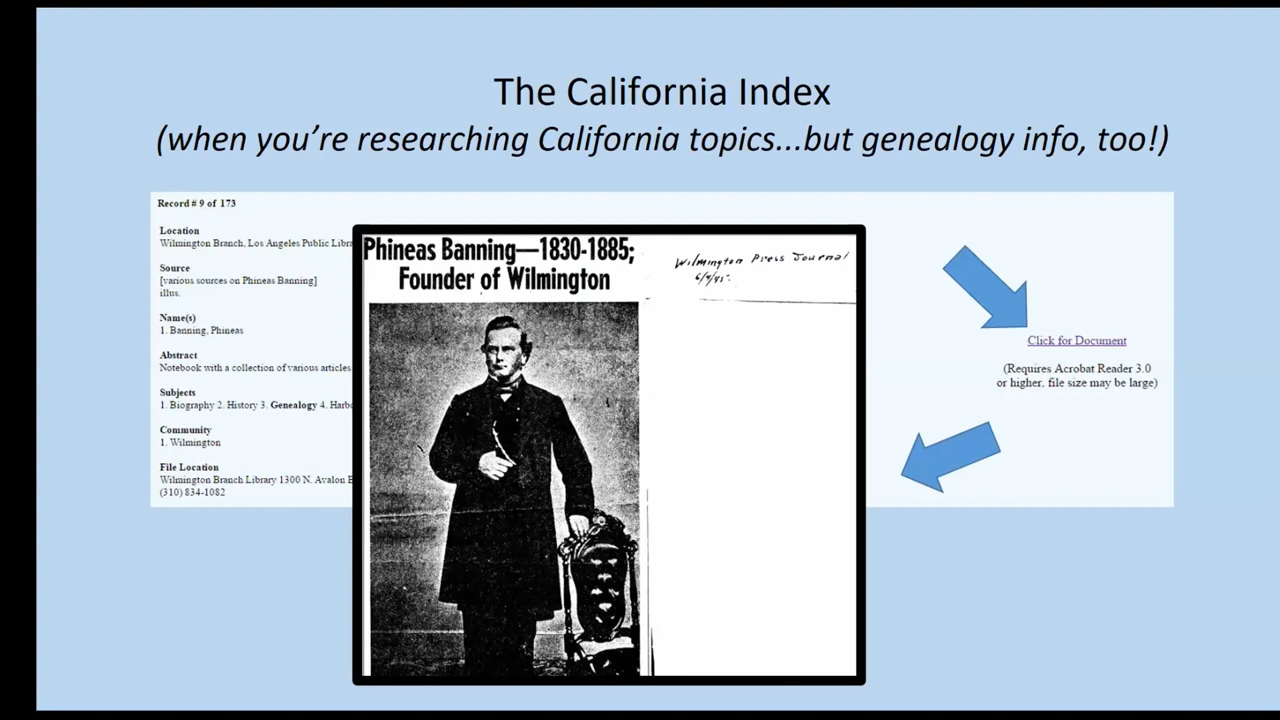 The California Index
(when you’re researching California topics...but genealogy info, too!)
Record # 9 of 173
Location
Wilmington Branch, Los Angeles Public
Source
[various sources on Phineas Banning]
illus.
Name(s)
1. Banning, Phineas
Abstract
Notebook with a collection of various articles
Subjects
1. Biography 2. History 3. Genealogy 4.
Community
1. Wilmington
File Location
Wilmington Branch Library 1300 N. Avalon
(310) 834-1082
Phineas Banning—1830-1885;
Founder of Wilmington
Wilmington Press Journal
Click for Document
(Requires Acrobat Reader 3.0
or higher, file size may be large)